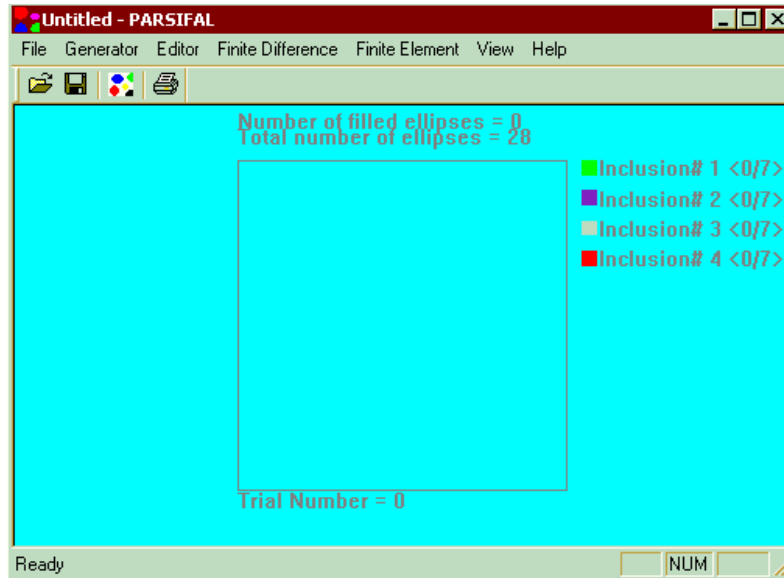 Untitled - PARSIFAL
File Generator Editor Finite Difference Finite Element View Help
Number of filled ellipses = 0
Total number of ellipses = 28
Inclusion# 1 <0/7>
Inclusion# 2 <0/7>
Inclusion# 3 <0/7>
Inclusion# 4 <0/7>
Trial Number = 0
Ready NUM